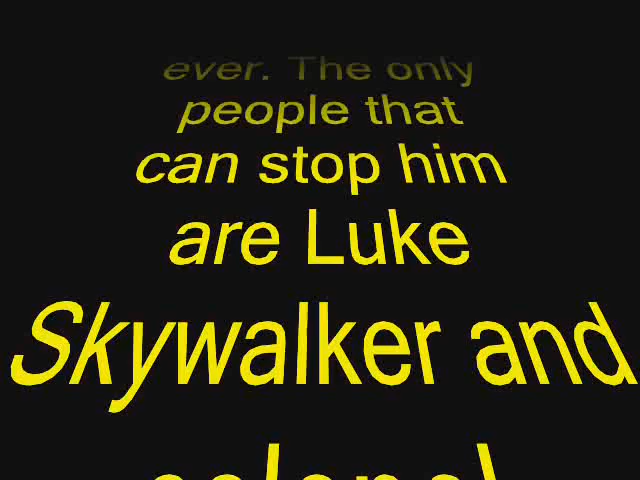 ever. The only
people that
can stop him
are Luke
Skywalker and